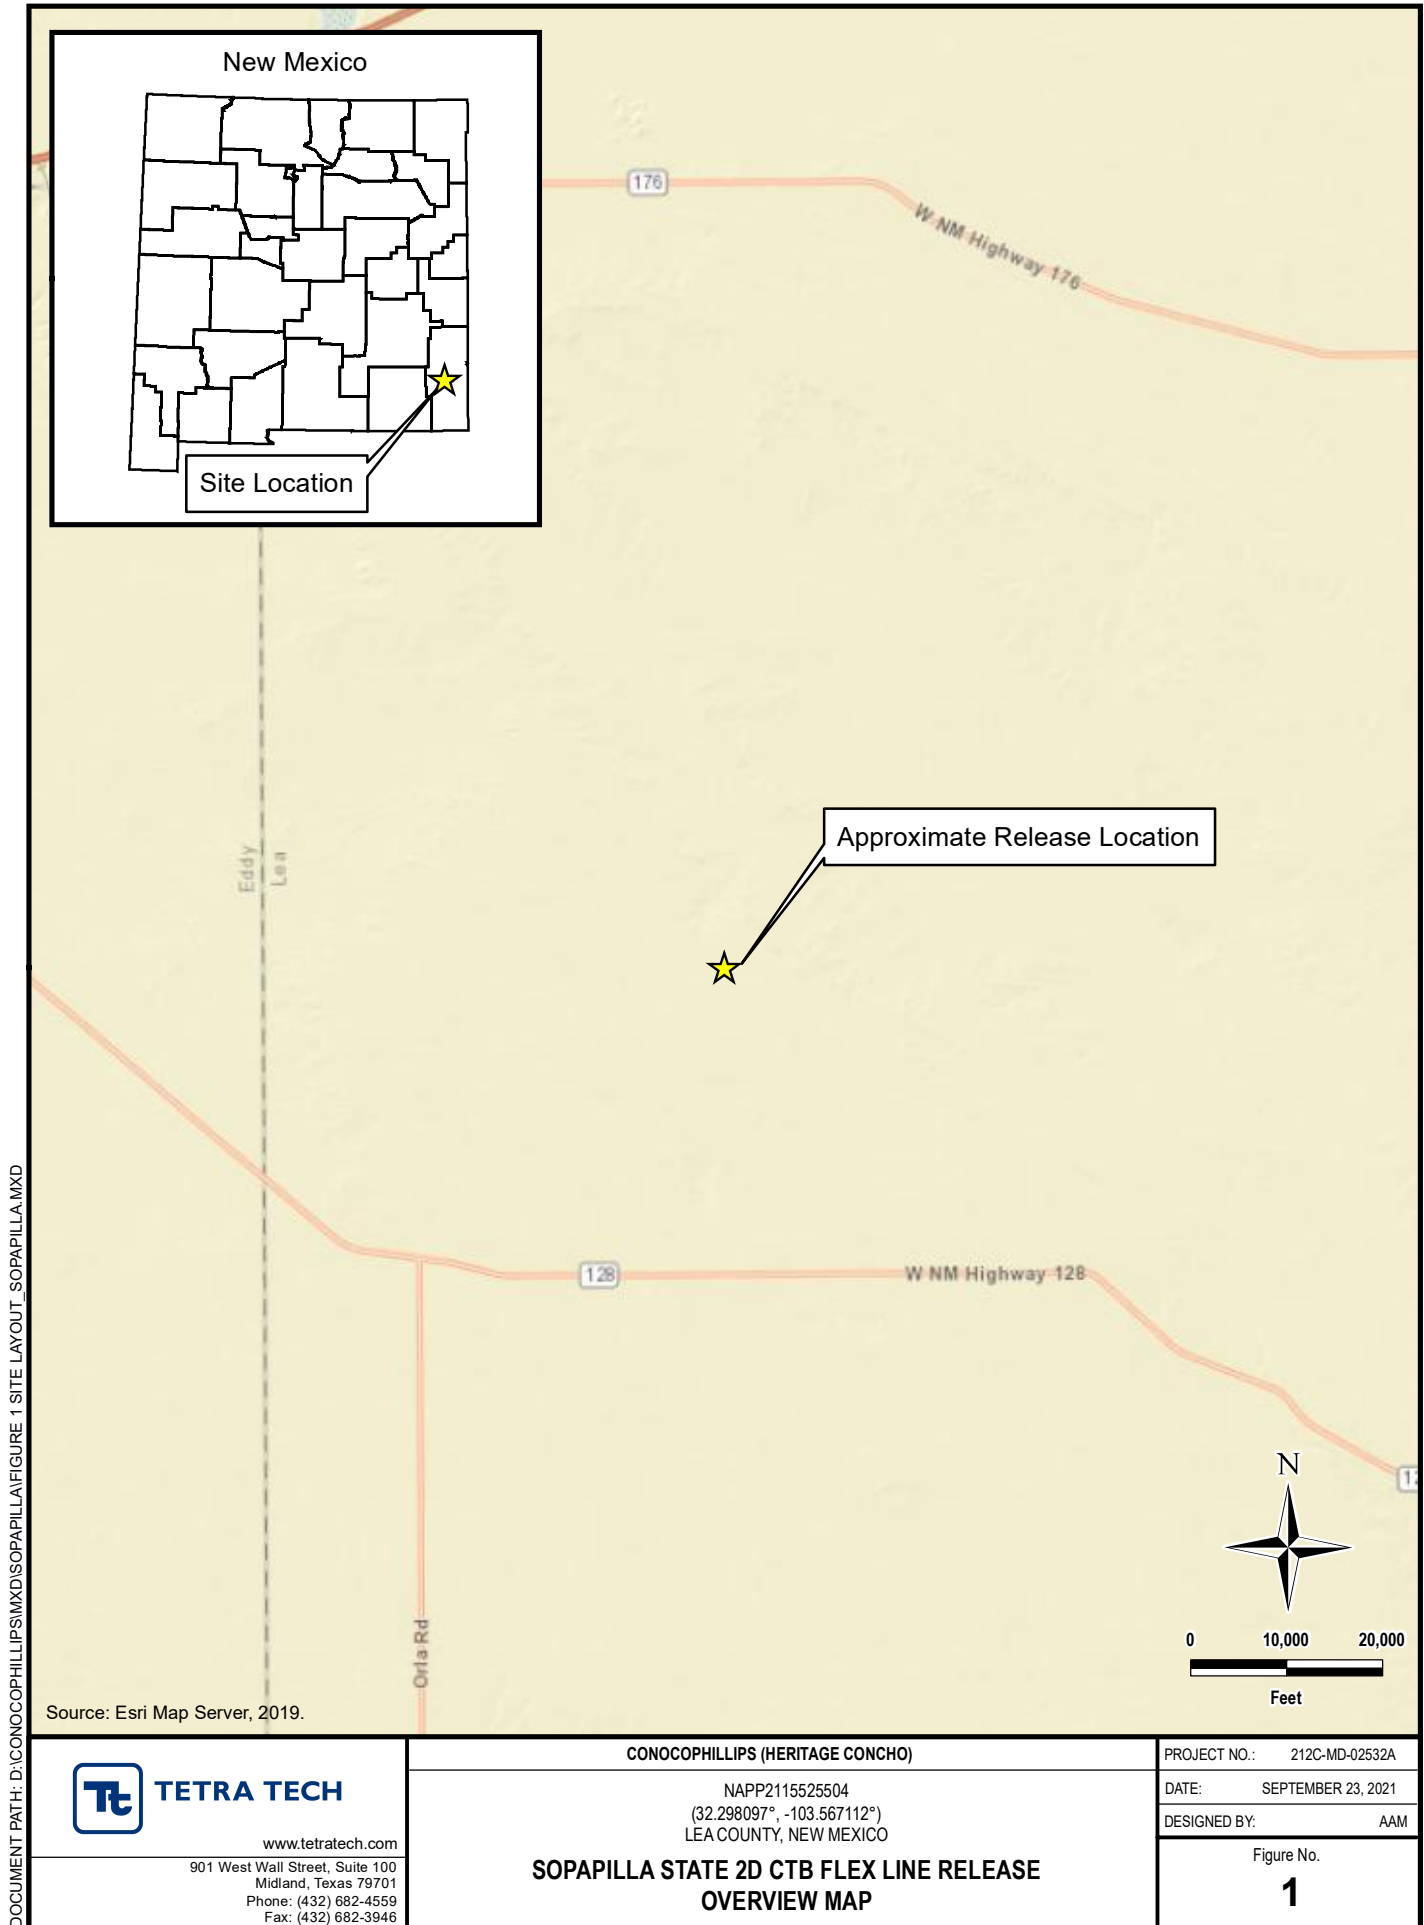 New Mexico
Site Location
176
W NM Highway 176
Eddy
Lea
Approximate Release Location
128
W NM Highway 128
Orla Rd
N
0 10,000 20,000
Feet
Source: Esri Map Server, 2019.
DOCUMENT PATH: D:\CONOCOPHILLIPS\MXD\SOPAPILLA\FIGURE 1 SITE LAYOUT_SOPAPILLA.MXD
Tt TETRA TECH
www.tetratech.com
901 West Wall Street, Suite 100
Midland, Texas 79701
Phone: (432) 682-4559
Fax: (432) 682-3946
CONOCOPHILLIPS (HERITAGE CONCHO)
NAPP2115525504
(32.298097°, -103.567112°)
LEA COUNTY, NEW MEXICO
SOPAPILLA STATE 2D CTB FLEX LINE RELEASE
OVERVIEW MAP
PROJECT NO.: 212C-MD-02532A
DATE: SEPTEMBER 23, 2021
DESIGNED BY: AAM
Figure No.
1